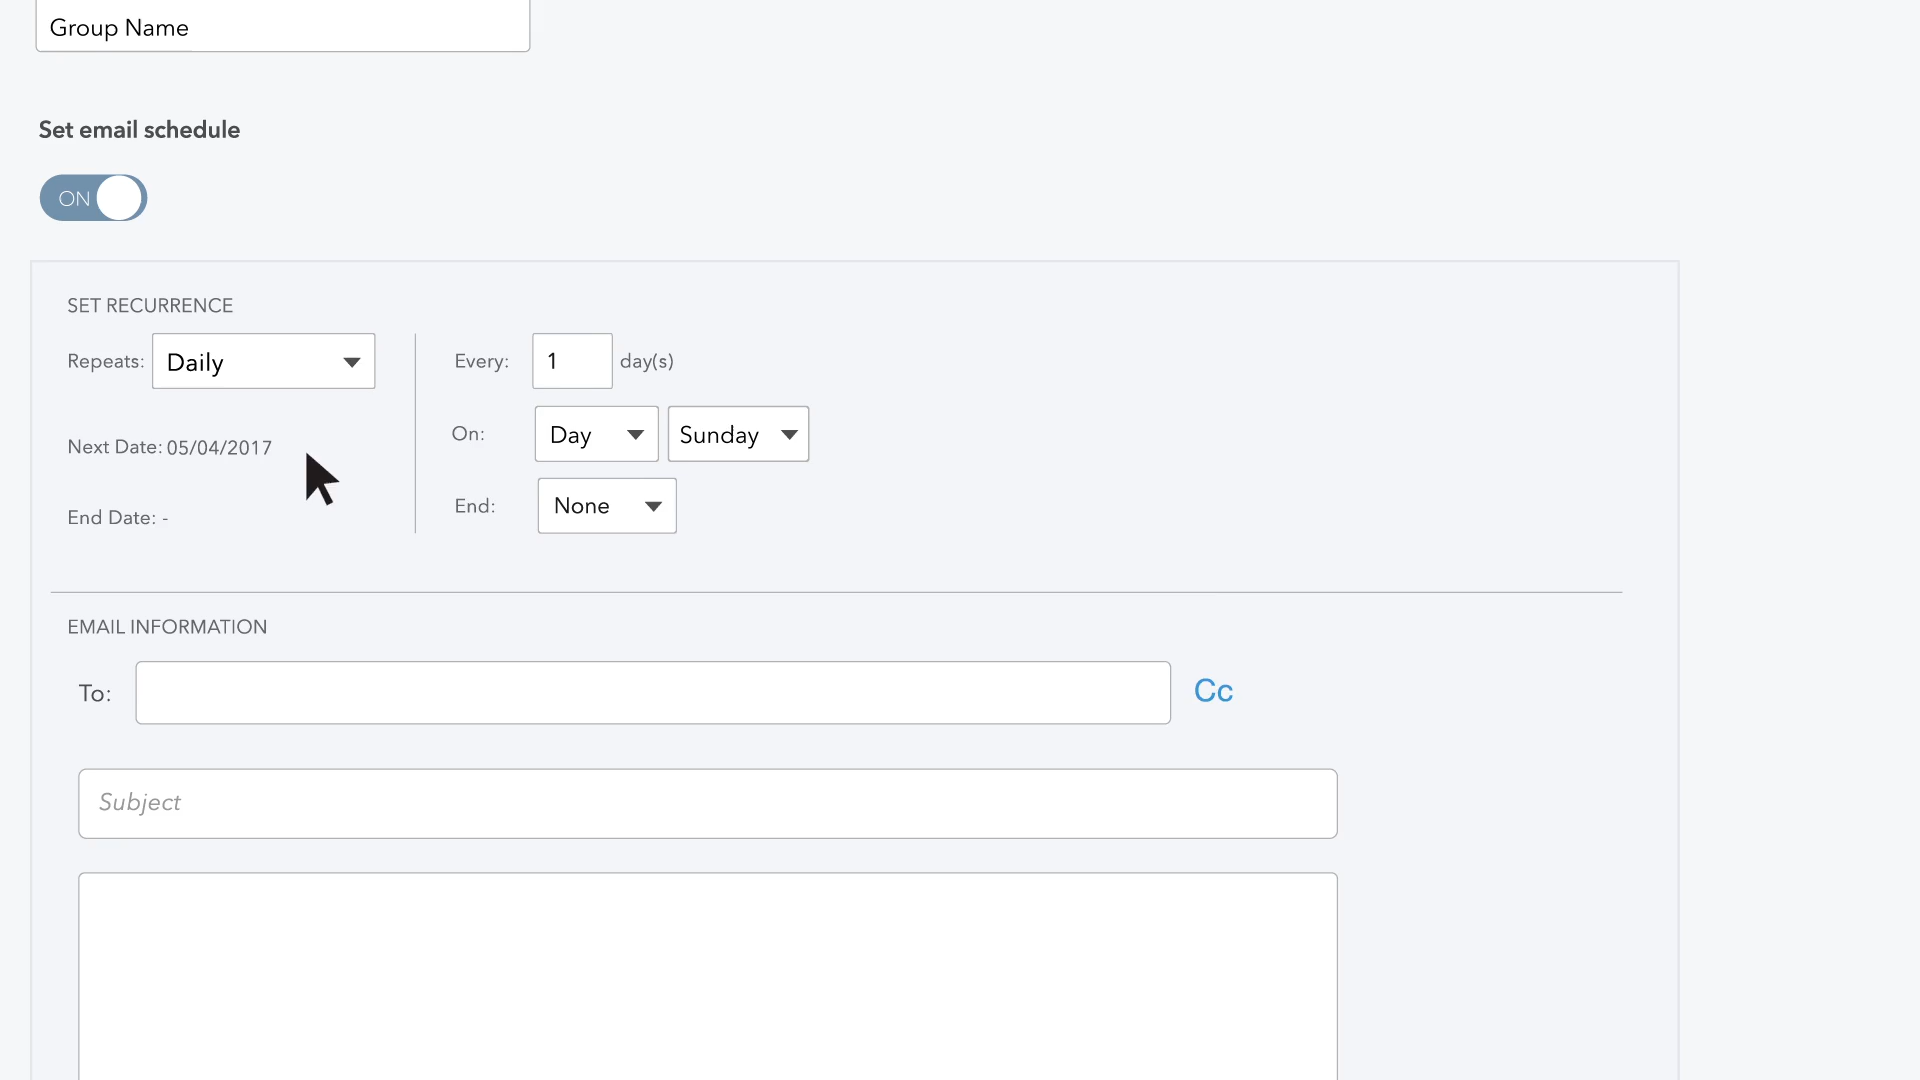 Group Name
Set email schedule
ON
SET RECURRENCE
Repeats: Daily
Every: 1 day(s)
Next Date: 05/04/2017
On: Day Sunday
End Date: -
End: None
EMAIL INFORMATION
To: Cc
Subject